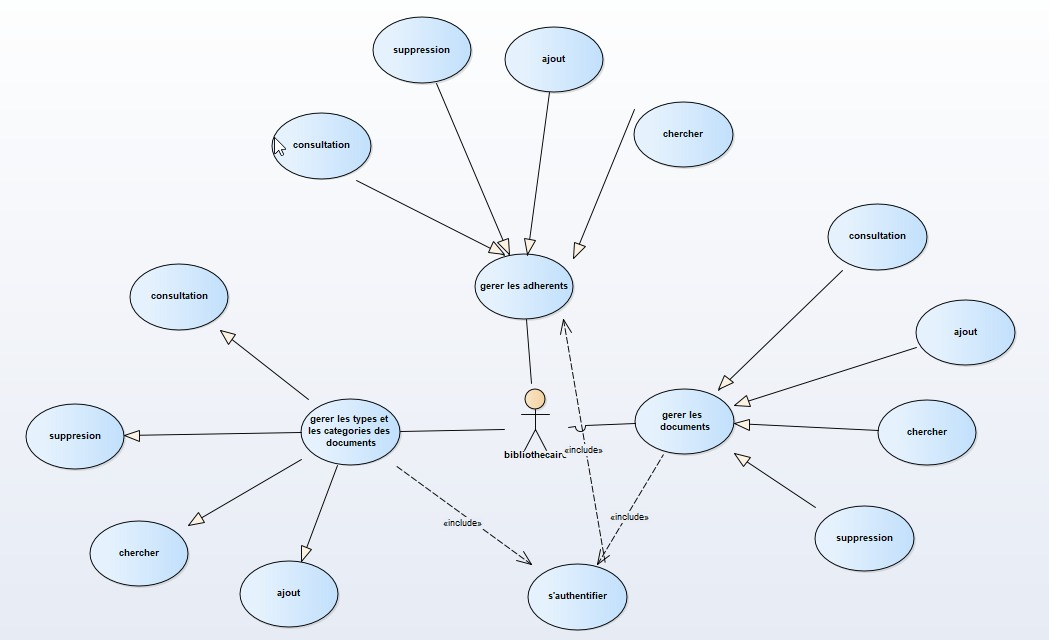 suppression
ajout
chercher
consultation
consultation
gerer les adherents
consultation
ajout
gerer les types et
les categories des
documents
gerer les
documents
suppresion
chercher
bibliothecaire
«include»
«include»
«include»
suppression
chercher
ajout
s'authentifier